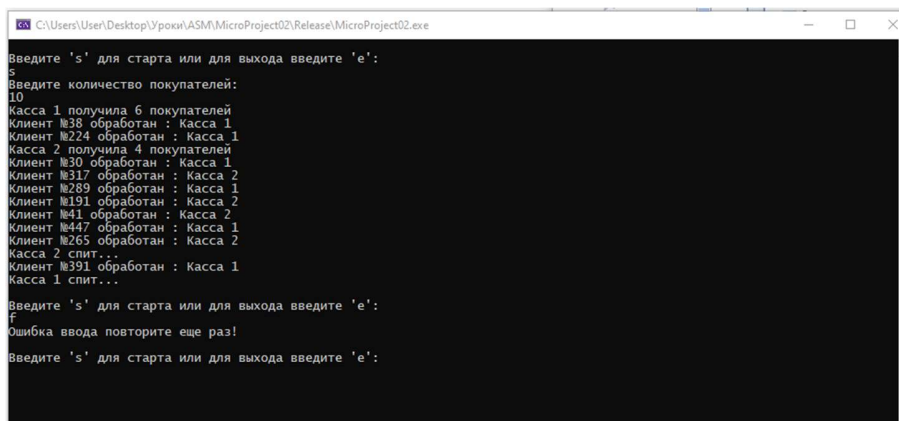 C:\Users\User\Desktop\Уроки\ASM\MicroProject02\Release\MicroProject02.exe
Введите 's' для старта или для выхода введите 'e':
s
Введите количество покупателей:
10
Касса 1 получила 6 покупателей
Клиент №38 обработан : Касса 1
Клиент №224 обработан : Касса 1
Касса 2 получила 4 покупателей
Клиент №30 обработан : Касса 1
Клиент №317 обработан : Касса 2
Клиент №289 обработан : Касса 1
Клиент №191 обработан : Касса 2
Клиент №41 обработан : Касса 2
Клиент №447 обработан : Касса 1
Клиент №265 обработан : Касса 2
Касса 2 спит...
Клиент №391 обработан : Касса 1
Касса 1 спит...
Введите 's' для старта или для выхода введите 'e':
f
Ошибка ввода повторите еще раз!
Введите 's' для старта или для выхода введите 'e':